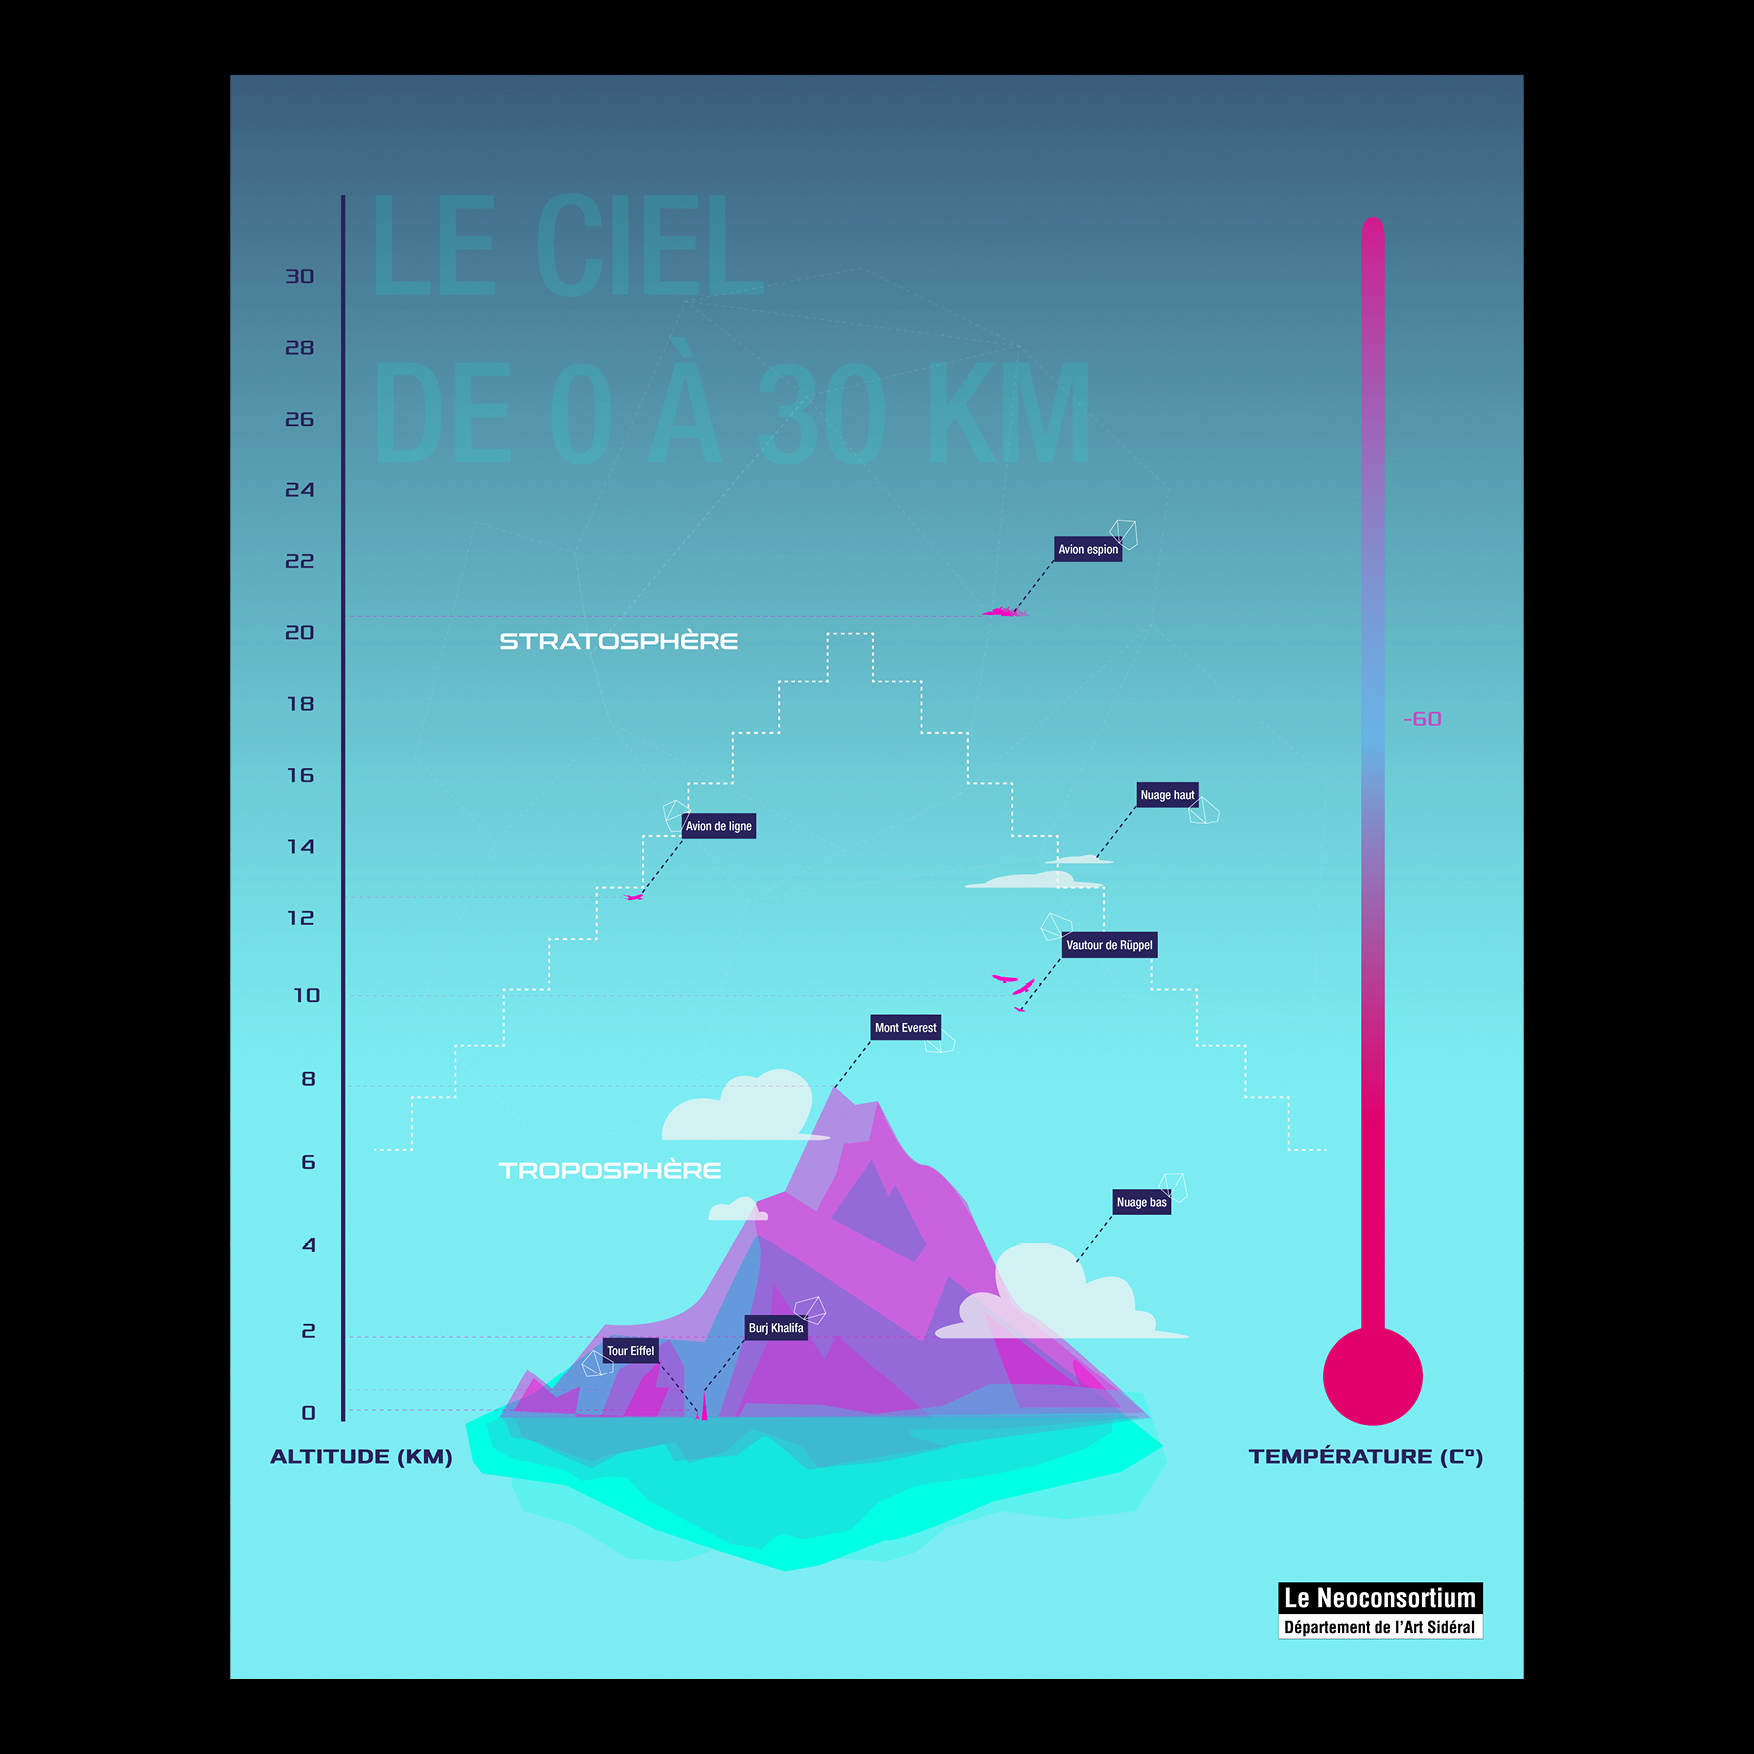 LE CIEL
DE 0 À 30 KM
30
28
26
24
22
20
18
16
14
12
10
8
6
4
2
0
ALTITUDE (KM)
Avion espion
STRATOSPHÈRE
-60
Nuage haut
Avion de ligne
Vautour de Rüppel
Mont Everest
TROPOSPHÈRE
Nuage bas
Burj Khalifa
Tour Eiffel
TEMPÉRATURE (Cº)
Le Neoconsortium
Département de l'Art Sidéral